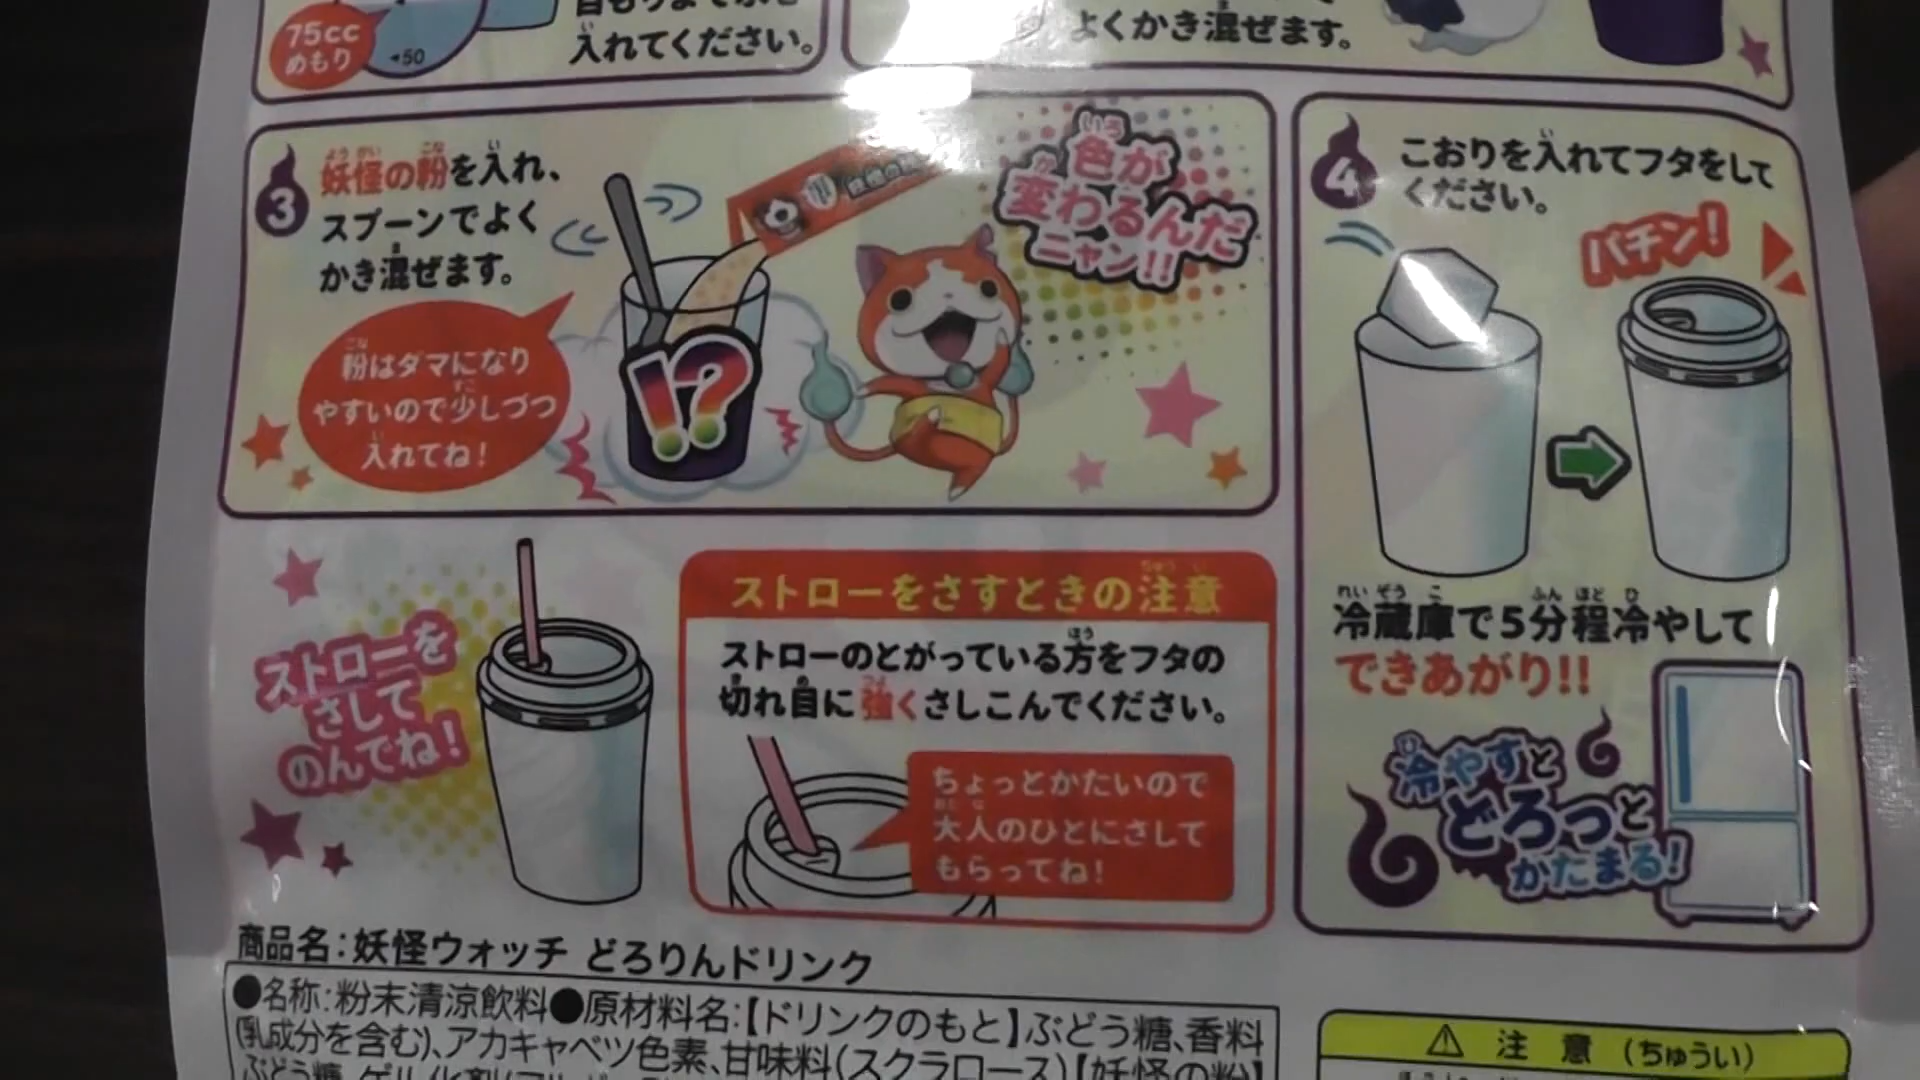 75cc
めもり
50
入れてください。
よくかき混ぜます。
3
妖怪の粉を入れ、
スプーンでよく
かき混ぜます。
粉はダマになり
やすいので少しづつ
入れてね!
!?
色が
変わるんだ
ニャン!!
4
こおりを入れてフタをして
ください。
パチン!
冷蔵庫で5分程冷やして
できあがり!!
冷やすと
どろっと
かたまる!
ストローを
さして
のんでね!
ストローをさすときの注意
ストローのとがっている方をフタの
切れ目に強くさしこんでください。
ちょっとかたいので
大人のひとにさして
もらってね!
商品名:妖怪ウォッチ どろりんドリンク
●名称:粉末清涼飲料●原材料名:【ドリンクのもと】ぶどう糖、香料
(乳成分を含む)、アカキャベツ色素、甘味料(スクラロース)【妖怪の粉】
⚠ 注意(ちゅうい)